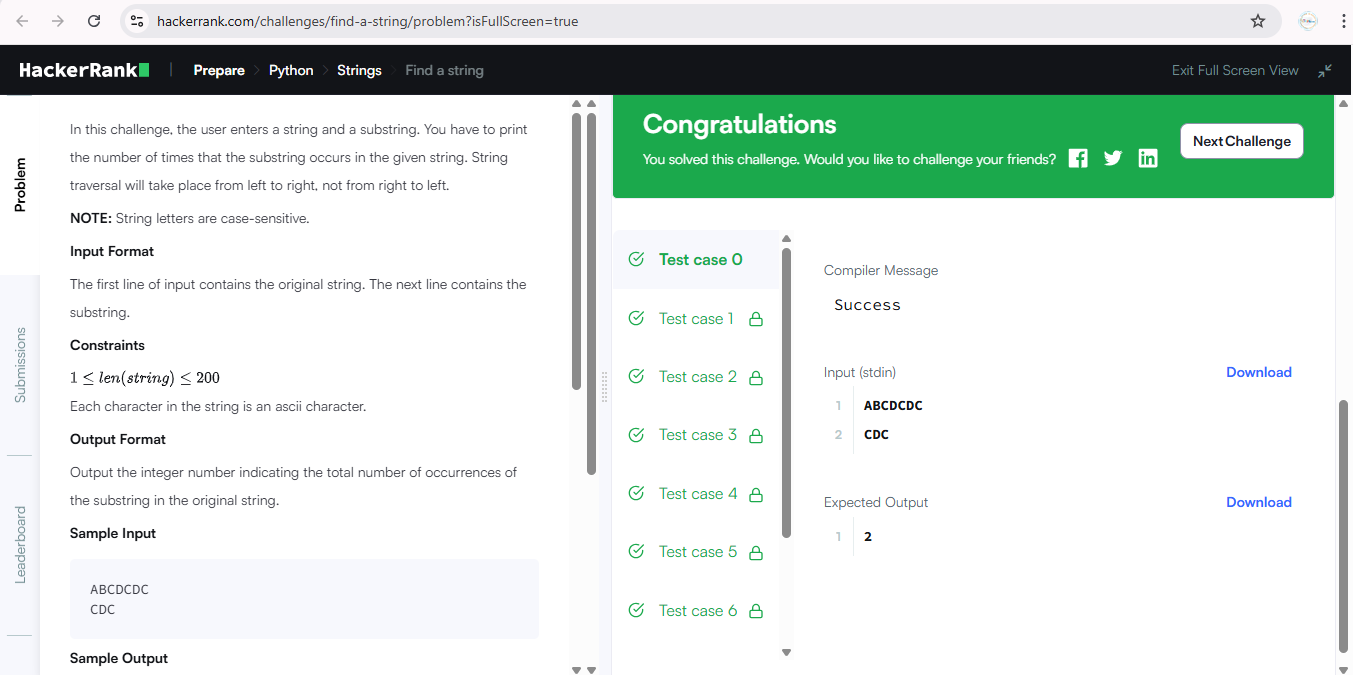 hackerrank.com/challenges/find-a-string/problem?isFullScreen=true
HackerRank
Prepare > Python > Strings > Find a string
Exit Full Screen View
Problem
Submissions
Leaderboard
In this challenge, the user enters a string and a substring. You have to print
the number of times that the substring occurs in the given string. String
traversal will take place from left to right, not from right to left.
NOTE: String letters are case-sensitive.
Input Format
The first line of input contains the original string. The next line contains the
substring.
Constraints
1 ≤ len(string) ≤ 200
Each character in the string is an ascii character.
Output Format
Output the integer number indicating the total number of occurrences of
the substring in the original string.
Sample Input
ABCDCDC
CDC
Sample Output
Congratulations
You solved this challenge. Would you like to challenge your friends?
Next Challenge
Test case 0
Test case 1
Test case 2
Test case 3
Test case 4
Test case 5
Test case 6
Compiler Message
Success
Input (stdin)
Download
1 ABCDCDC
2 CDC
Expected Output
Download
1 2